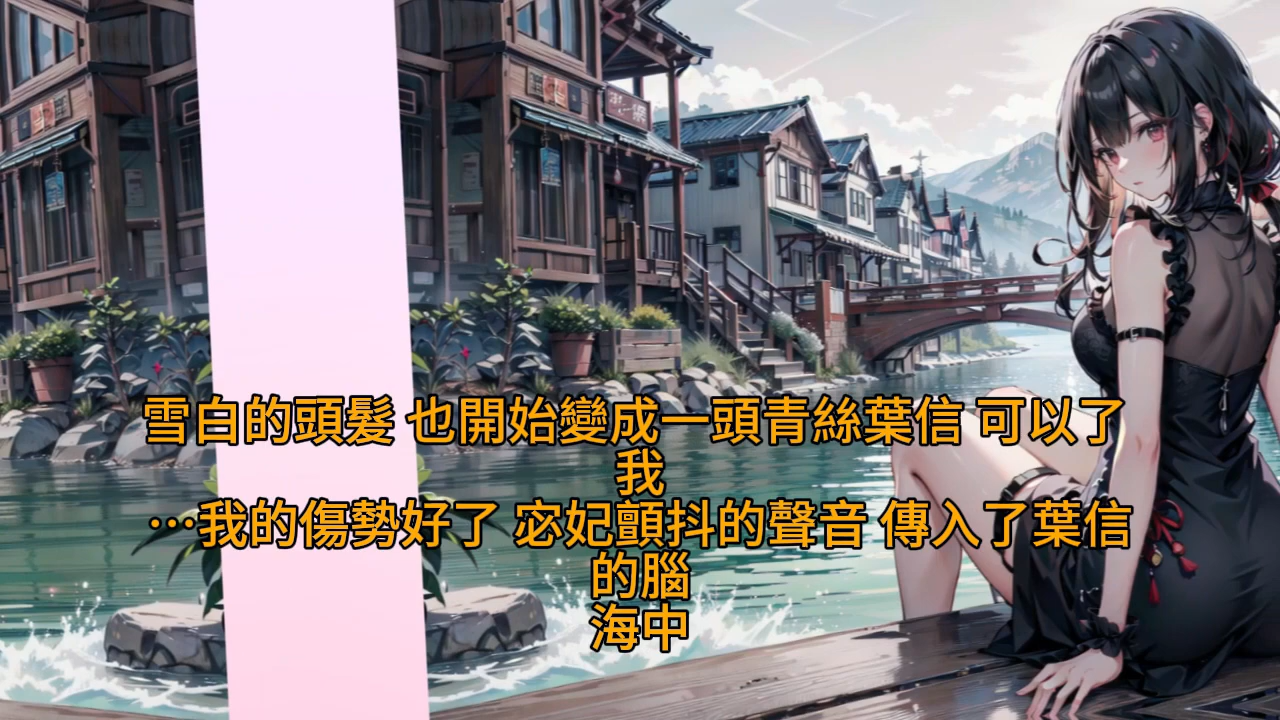 雪白的頭髮 也開始變成一頭青絲葉信 可以了
我
…我的傷勢好了 宓妃顫抖的聲音 傳入了葉信
的腦
海中